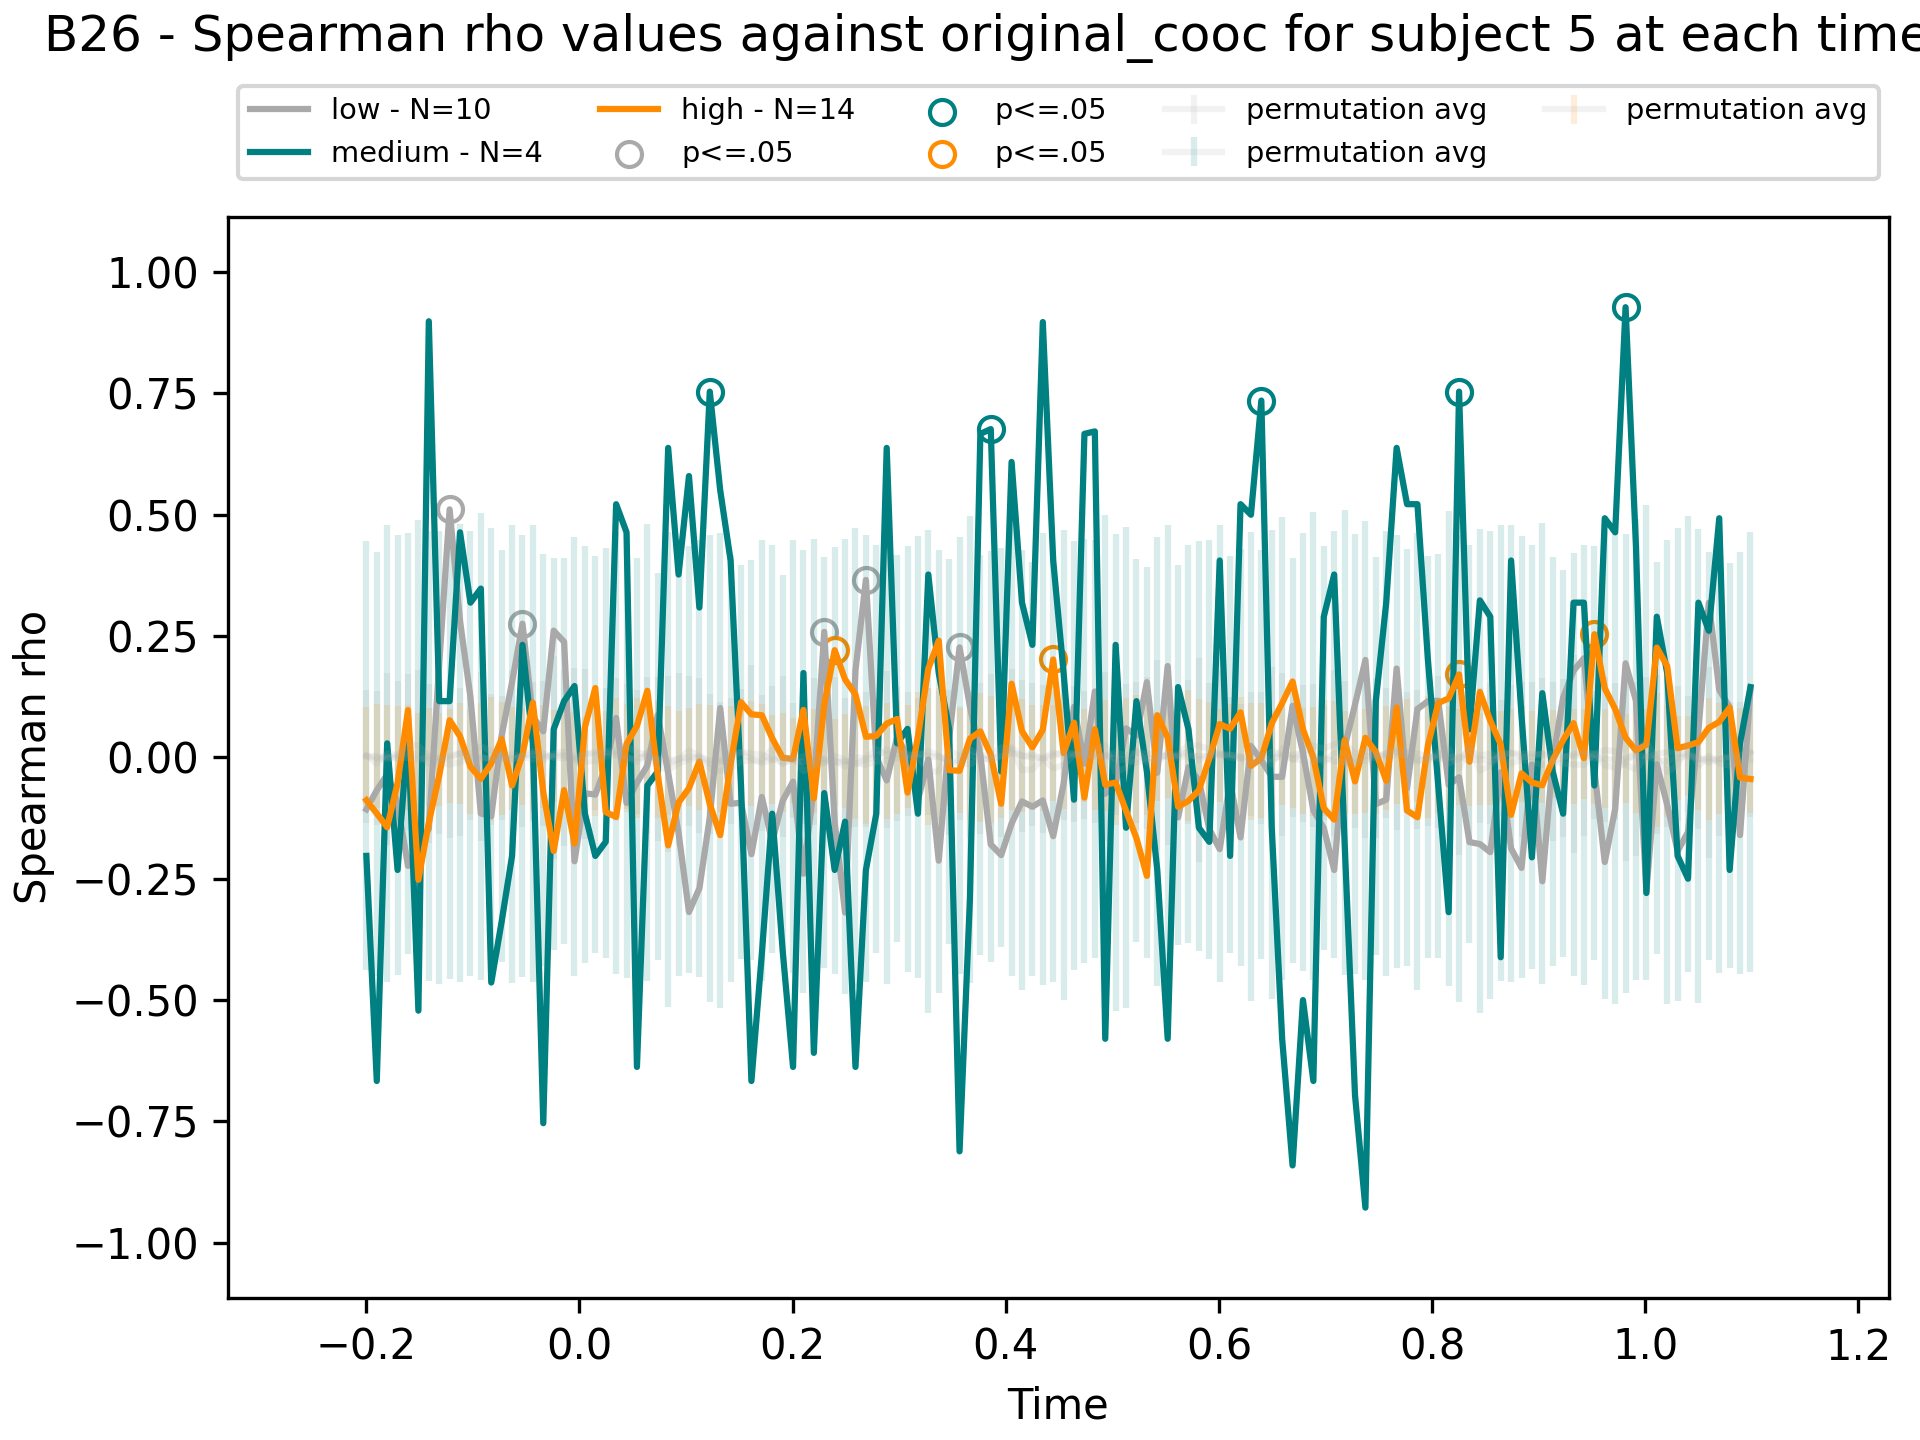 B26 - Spearman rho values against original_cooc for subject 5 at each time
low - N=10
medium - N=4
high - N=14
p<=.05
p<=.05
p<=.05
permutation avg
permutation avg
permutation avg
Spearman rho
1.00
0.75
0.50
0.25
0.00
−0.25
−0.50
−0.75
−1.00
−0.2 0.0 0.2 0.4 0.6 0.8 1.0 1.2
Time